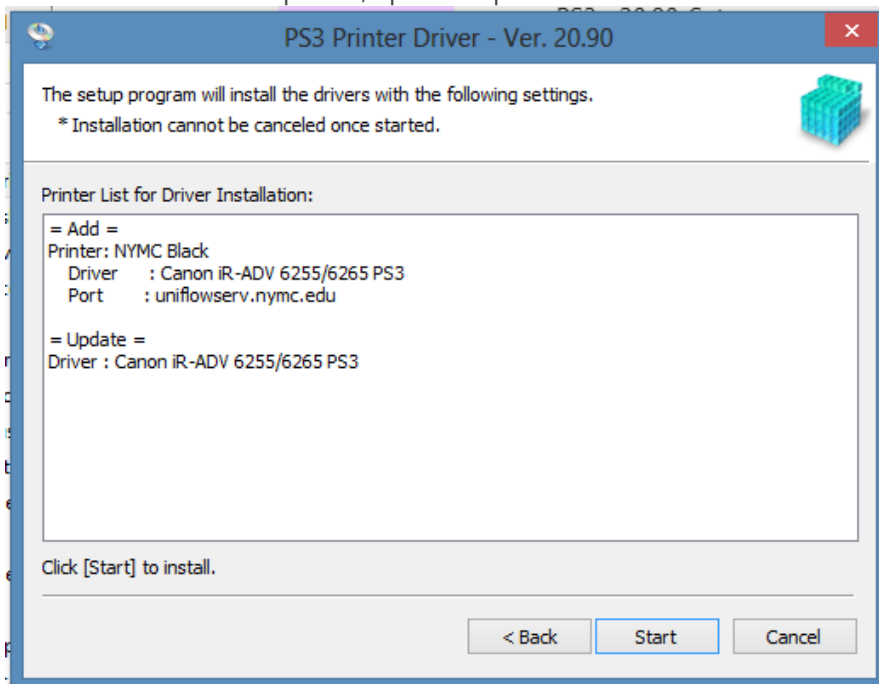 PS3 Printer Driver - Ver. 20.90
The setup program will install the drivers with the following settings.
* Installation cannot be canceled once started.
Printer List for Driver Installation:
= Add =
Printer: NYMC Black
Driver : Canon iR-ADV 6255/6265 PS3
Port : uniflowserv.nymc.edu
= Update =
Driver : Canon iR-ADV 6255/6265 PS3
Click [Start] to install.
< Back
Start
Cancel